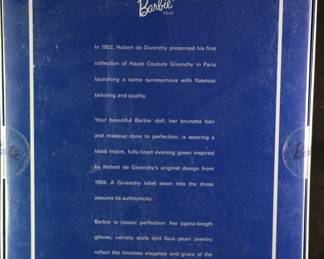 Barbie
In 1952, Hubert de Givenchy presented his first
collection of Haute Couture Givenchy in Paris
launching a name synonymous with flawless
tailoring and quality.
Your beautiful Barbie® doll, her brunette hair
and makeup done to perfection, is wearing a
black moire, fully-lined evening gown inspired
by Hubert de Givenchy's original design from
1956. A Givenchy label sewn into the dress
assures its authenticity.
Barbie is classic perfection: her opera-length
gloves, velvety stole and faux pearl jewelry
reflect the timeless elegance and grace of the